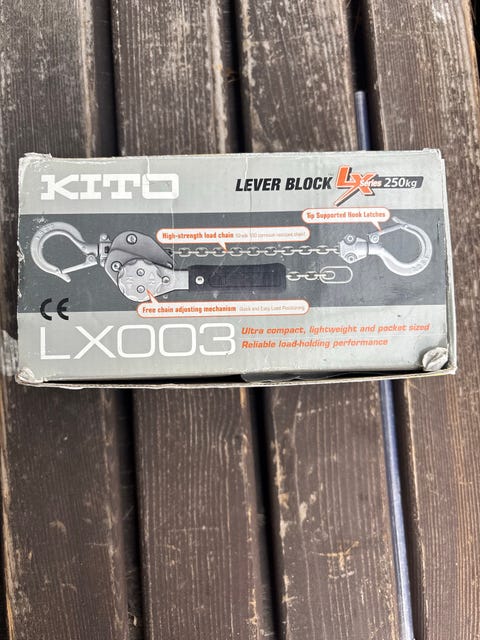 KITO
LEVER BLOCK LX series 250kg
Tip Supported Hook Latches
High-strength load chain
Free chain adjusting mechanism Quick and Easy Load Positioning
CE
LX003
Ultra compact, lightweight and pocket sized
Reliable load-holding performance